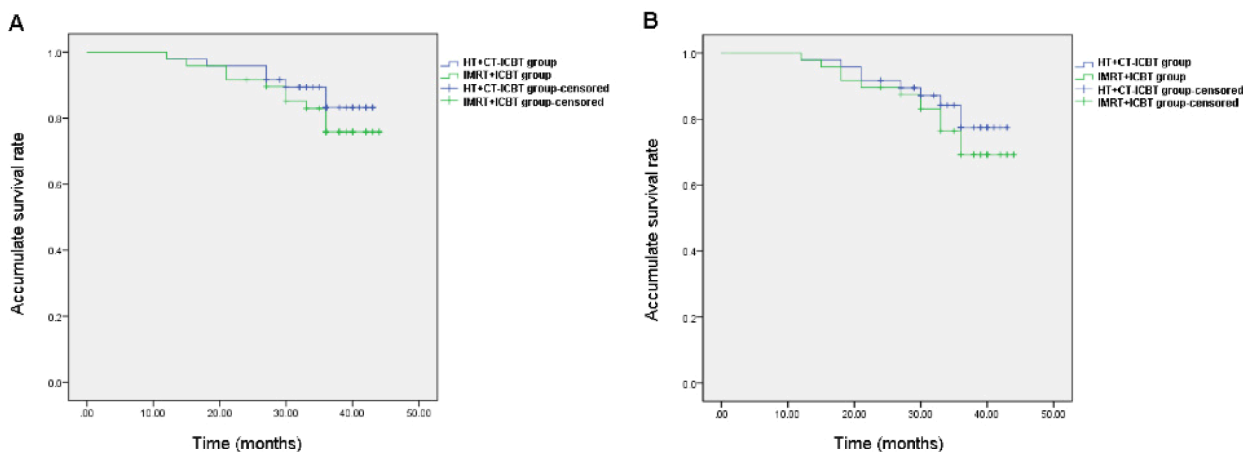 A
HT+CT-ICBT group
IMRT+ICBT group
HT+CT-ICBT group-censored
IMRT+ICBT group-censored
Accumulate survival rate
1.0
0.8
0.6
0.4
0.2
0.0
.00
10.00
20.00
30.00
40.00
50.00
Time (months)
B
HT+CT-ICBT group
IMRT+ICBT group
HT+CT-ICBT group-censored
IMRT+ICBT group-censored
Accumulate survival rate
1.0
0.8
0.6
0.4
0.2
0.0
.00
10.00
20.00
30.00
40.00
50.00
Time (months)